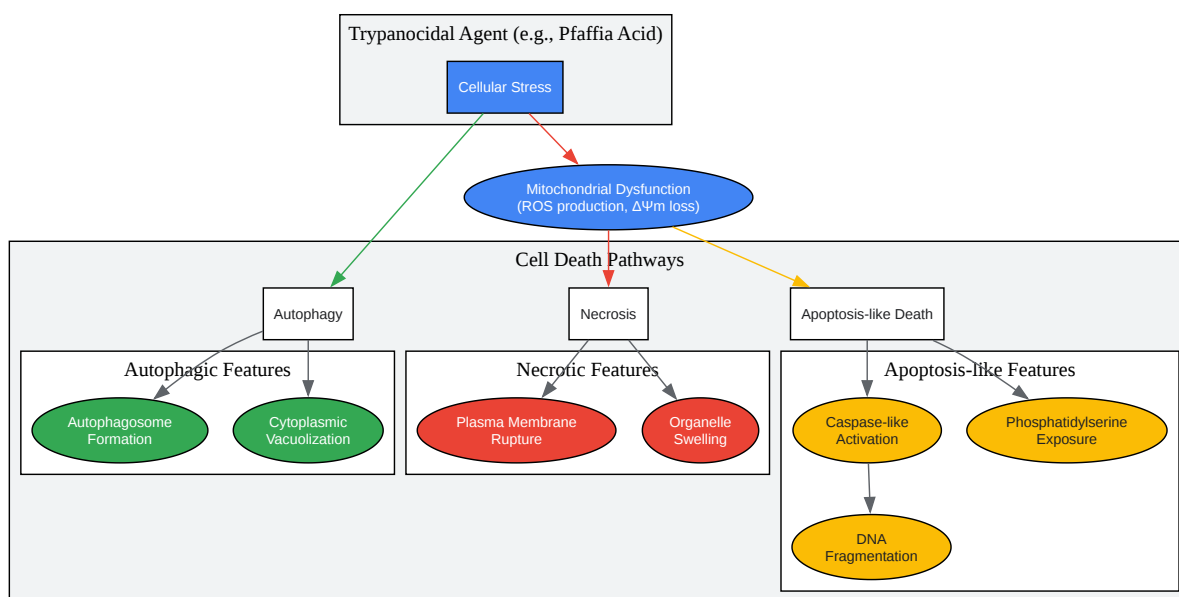 Trypanocidal Agent (e.g., Pfaffia Acid)
Cellular Stress
Mitochondrial Dysfunction
(ROS production, ΔΨm loss)
Cell Death Pathways
Autophagy
Necrosis
Apoptosis-like Death
Autophagic Features
Necrotic Features
Apoptosis-like Features
Autophagosome
Formation
Cytoplasmic
Vacuolization
Plasma Membrane
Rupture
Organelle
Swelling
Caspase-like
Activation
Phosphatidylserine
Exposure
DNA
Fragmentation